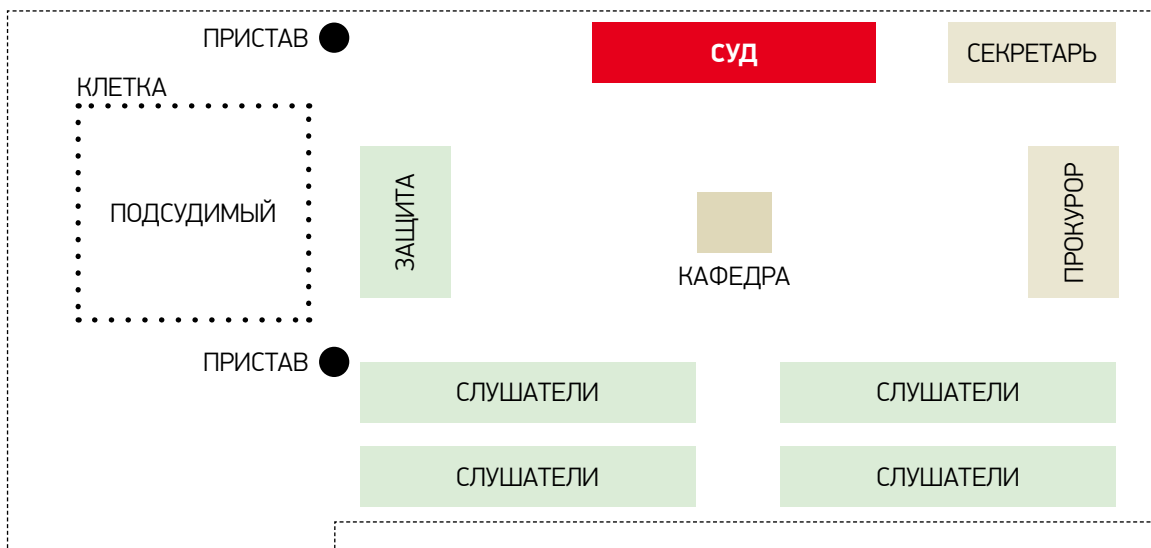 ПРИСТАВ
СУД
СЕКРЕТАРЬ
КЛЕТКА
ПОДСУДИМЫЙ
ЗАЩИТА
КАФЕДРА
ПРОКУРОР
ПРИСТАВ
СЛУШАТЕЛИ
СЛУШАТЕЛИ
СЛУШАТЕЛИ
СЛУШАТЕЛИ